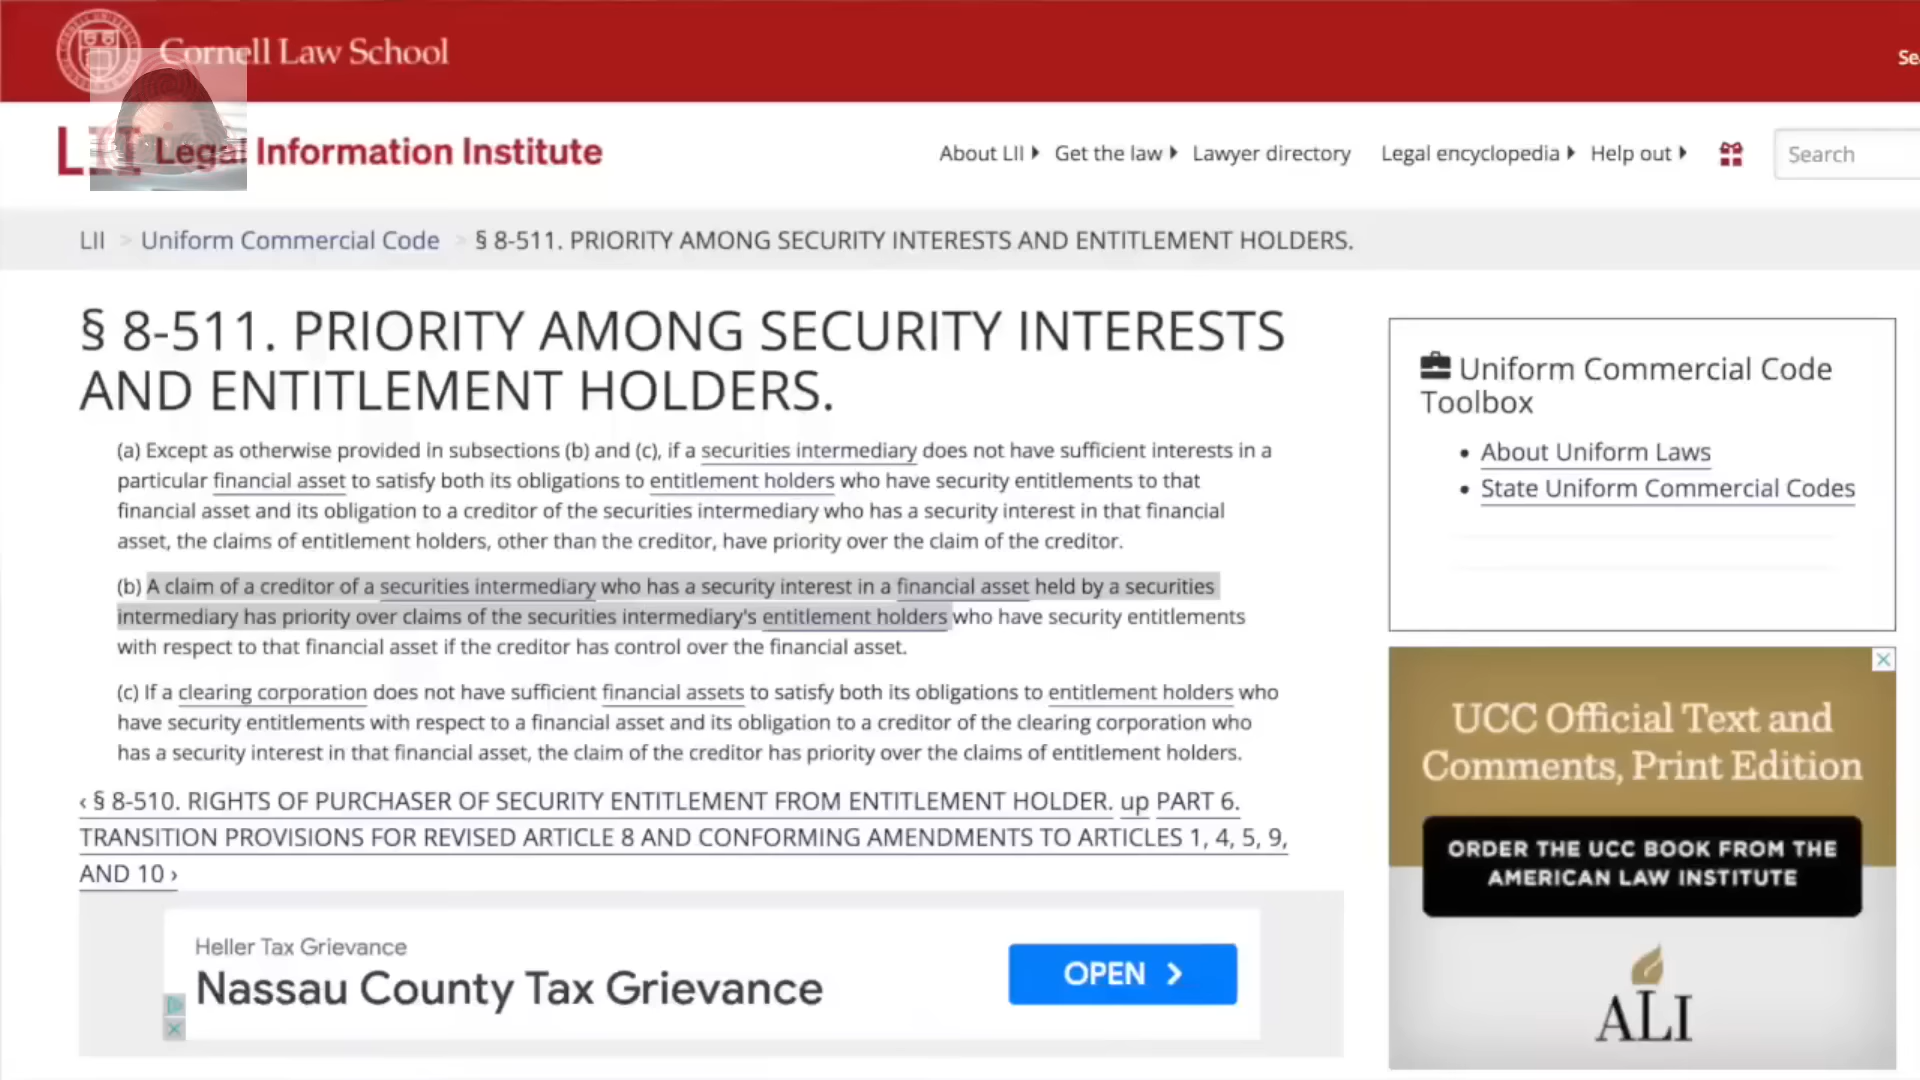 Cornell Law School
Sea
LII Legal Information Institute
About LII Get the law Lawyer directory Legal encyclopedia Help out Search
LII > Uniform Commercial Code > § 8-511. PRIORITY AMONG SECURITY INTERESTS AND ENTITLEMENT HOLDERS.
§ 8-511. PRIORITY AMONG SECURITY INTERESTS
AND ENTITLEMENT HOLDERS.
(a) Except as otherwise provided in subsections (b) and (c), if a securities intermediary does not have sufficient interests in a
particular financial asset to satisfy both its obligations to entitlement holders who have security entitlements to that
financial asset and its obligation to a creditor of the securities intermediary who has a security interest in that financial
asset, the claims of entitlement holders, other than the creditor, have priority over the claim of the creditor.
(b) A claim of a creditor of a securities intermediary who has a security interest in a financial asset held by a securities
intermediary has priority over claims of the securities intermediary's entitlement holders who have security entitlements
with respect to that financial asset if the creditor has control over the financial asset.
(c) If a clearing corporation does not have sufficient financial assets to satisfy both its obligations to entitlement holders who
have security entitlements with respect to a financial asset and its obligation to a creditor of the clearing corporation who
has a security interest in that financial asset, the claim of the creditor has priority over the claims of entitlement holders.
‹ § 8-510. RIGHTS OF PURCHASER OF SECURITY ENTITLEMENT FROM ENTITLEMENT HOLDER. up PART 6.
TRANSITION PROVISIONS FOR REVISED ARTICLE 8 AND CONFORMING AMENDMENTS TO ARTICLES 1, 4, 5, 9,
AND 10 ›
Heller Tax Grievance
Nassau County Tax Grievance
OPEN
Uniform Commercial Code
Toolbox
• About Uniform Laws
• State Uniform Commercial Codes
UCC Official Text and
Comments, Print Edition
ORDER THE UCC BOOK FROM THE
AMERICAN LAW INSTITUTE
ALI